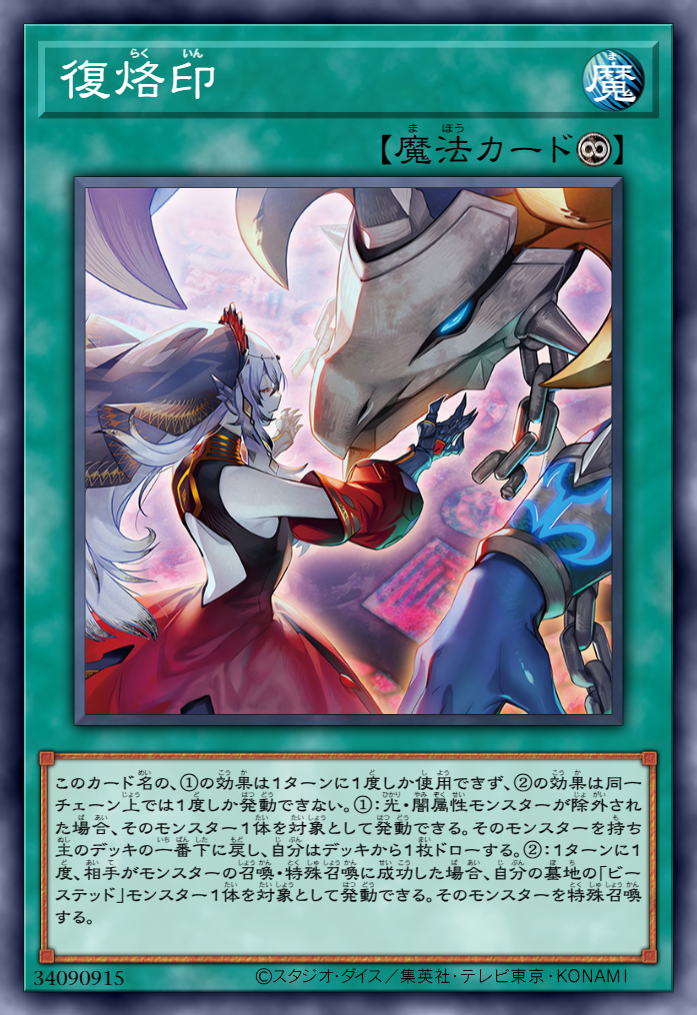 復烙印
魔
【魔法カード】
このカード名の、①の効果は1ターンに1度しか使用できず、②の効果は同一
チェーン上では1度しか発動できない。①:光・闇属性モンスターが除外され
た場合、そのモンスター1体を対象として発動できる。そのモンスターを持ち
主のデッキの一番下に戻し、自分はデッキから1枚ドローする。②:1ターンに1
度、相手がモンスターの召喚・特殊召喚に成功した場合、自分の墓地の「ビー
ステッド」モンスター1体を対象として発動できる。そのモンスターを特殊召喚
する。
34090915 ©スタジオ・ダイス/集英社・テレビ東京・KONAMI